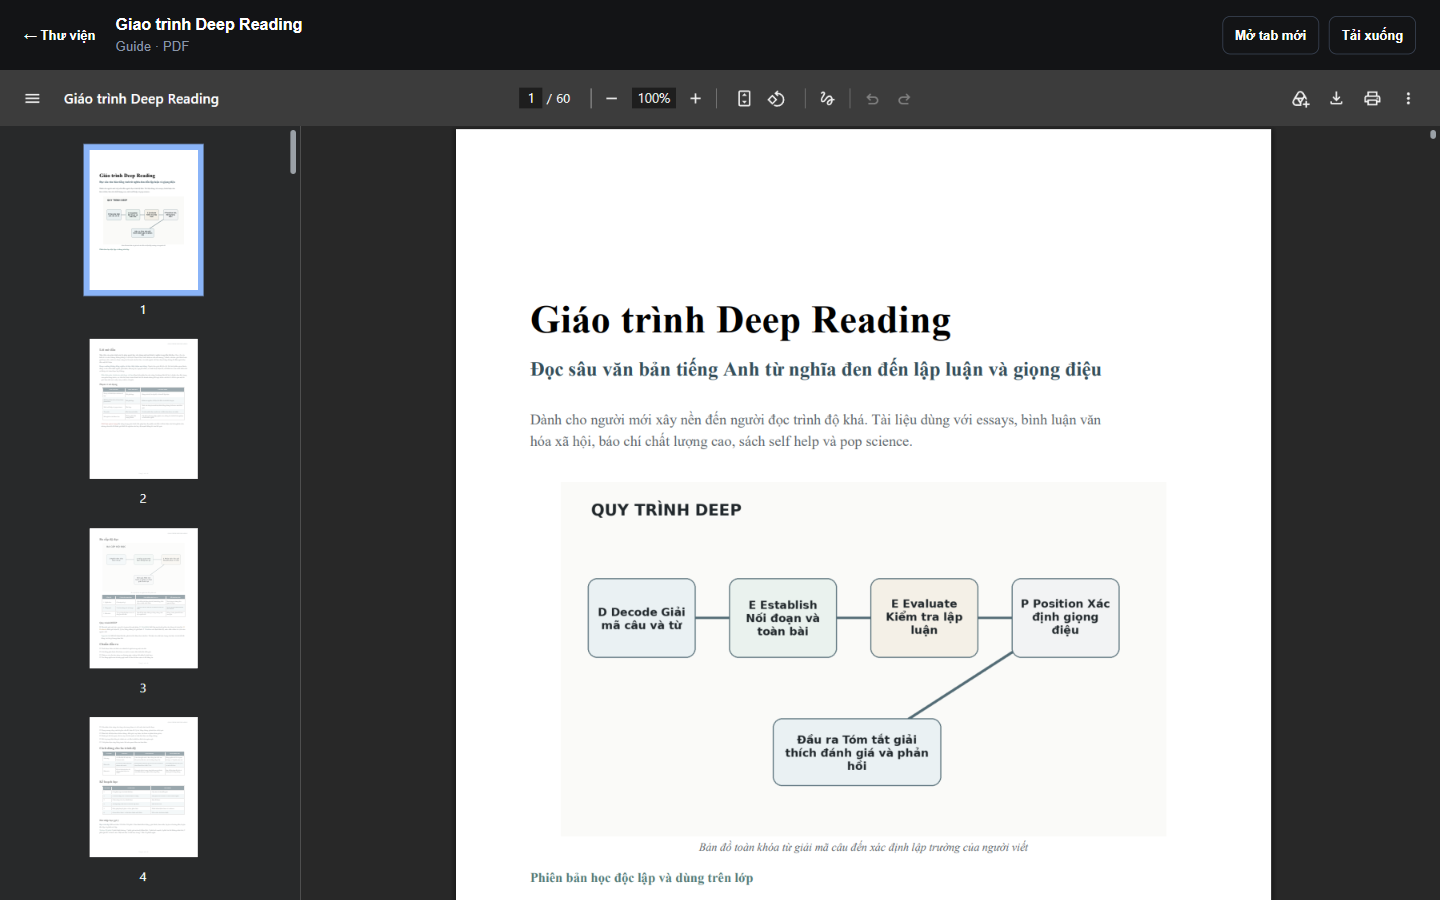 ← Thư viện
Giao trình Deep Reading
Guide · PDF
Mở tab mới
Tải xuống
Giáo trình Deep Reading
1 / 60
100%
1
2
3
4
Giáo trình Deep Reading
Đọc sâu văn bản tiếng Anh từ nghĩa đen đến lập luận và giọng điệu
Dành cho người mới xây nền đến người đọc trình độ khá. Tài liệu dùng với essays, bình luận văn
hóa xã hội, báo chí chất lượng cao, sách self help và pop science.
QUY TRÌNH DEEP
D Decode Giải
mã câu và từ
E Establish
Nối đoạn và
toàn bài
E Evaluate
Kiểm tra lập
luận
P Position Xác
định giọng
điệu
Đầu ra Tóm tắt giải
thích đánh giá và phản
hồi
Bản đồ toàn khóa từ giải mã câu đến xác định lập trường của người viết
Phiên bản học độc lập và dùng trên lớp